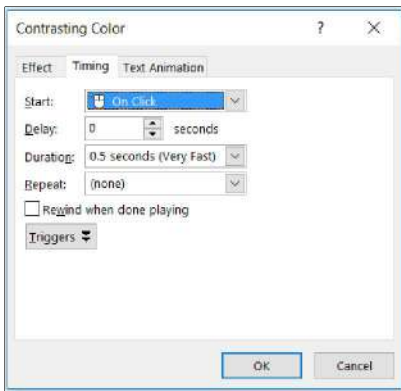 Contrasting Color ? ×
Effect Timing Text Animation
Start: On Click
Delay: 0 seconds
Duration: 0.5 seconds (Very Fast)
Repeat: (none)
Rewind when done playing
Triggers
OK Cancel